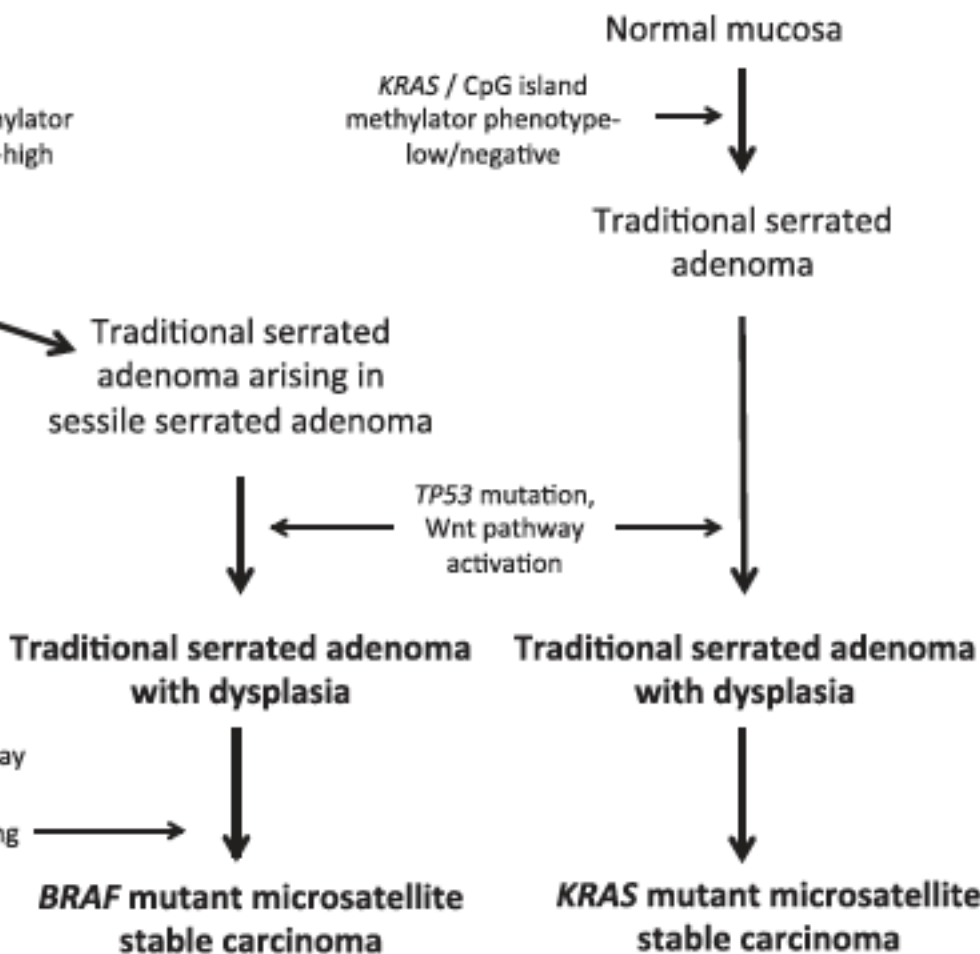 Normal mucosa
KRAS / CpG island
methylator phenotype-
low/negative
high
Traditional serrated
adenoma
Traditional serrated
adenoma arising in
sessile serrated adenoma
TP53 mutation,
Wnt pathway
activation
Traditional serrated adenoma
with dysplasia
Traditional serrated adenoma
with dysplasia
BRAF mutant microsatellite
stable carcinoma
KRAS mutant microsatellite
stable carcinoma